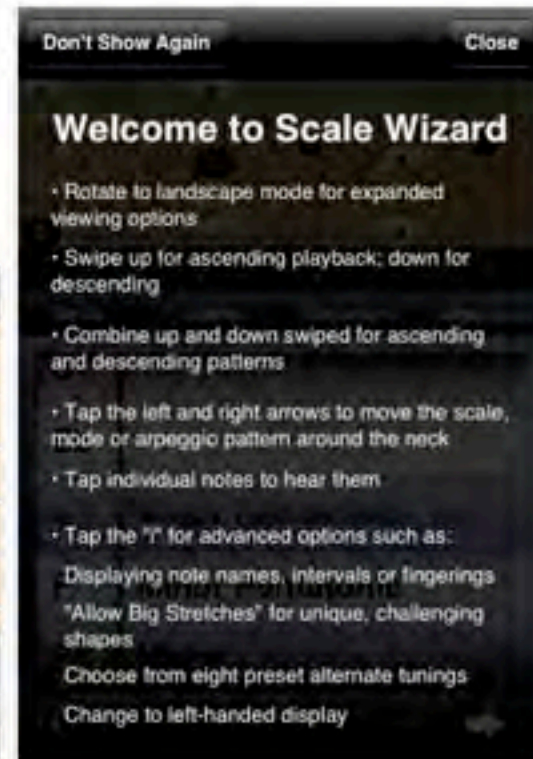 Don't Show Again
Close
Welcome to Scale Wizard
· Rotate to landscape mode for expanded
viewing options
· Swipe up for ascending playback; down for
descending
· Combine up and down swiped for ascending
and descending patterns
· Tap the left and right arrows to move the scale,
mode or arpeggio pattern around the neck
· Tap individual notes to hear them
· Tap the "i" for advanced options such as:
Displaying note names, intervals or fingerings
"Allow Big Stretches" for unique, challenging
shapes
Choose from eight preset alternate tunings
Change to left-handed display